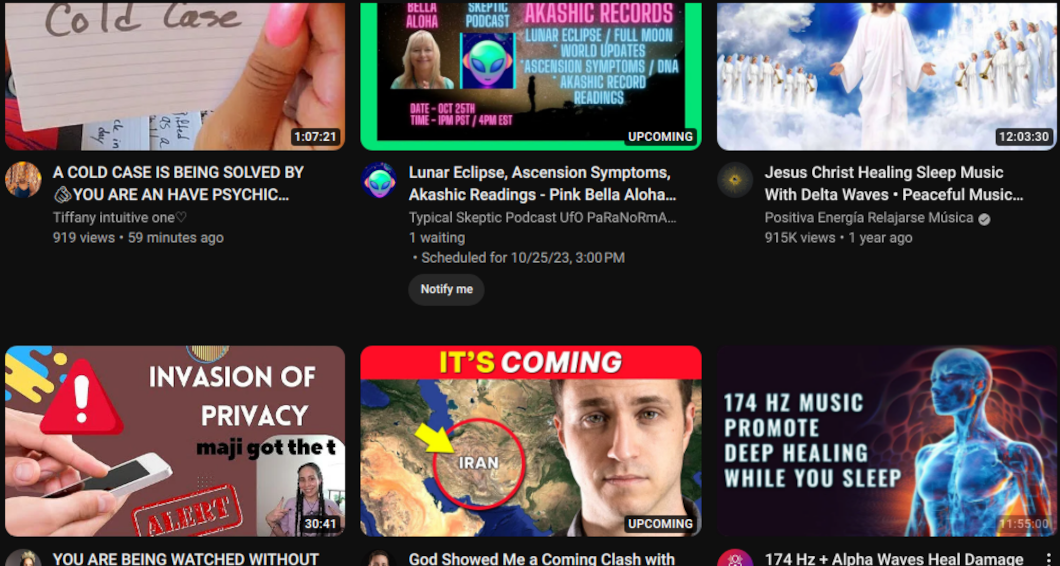 Cold Case
1:07:21
BELLA
ALOHA
SKEPTIC
PODCAST
AKASHIC RECORDS
LUNAR ECLIPSE / FULL MOON
* WORLD UPDATES
*ASCENSION SYMPTOMS / DNA
* AKASHIC RECORD
READINGS
DATE - OCT 25TH
TIME - 1PM PST / 4PM EST
UPCOMING
12:03:30
A COLD CASE IS BEING SOLVED BY
YOU ARE AN HAVE PSYCHIC...
Tiffany intuitive one♡
919 views • 59 minutes ago
Lunar Eclipse, Ascension Symptoms,
Akashic Readings - Pink Bella Aloha...
Typical Skeptic Podcast UfO PaRaNoRmA...
1 waiting
• Scheduled for 10/25/23, 3:00 PM
Notify me
Jesus Christ Healing Sleep Music
With Delta Waves • Peaceful Music...
Positiva Energía Relajarse Música
915K views • 1 year ago
INVASION OF
PRIVACY
maji got the t
ALERT
30:41
IT'S COMING
IRAN
UPCOMING
174 HZ MUSIC
PROMOTE
DEEP HEALING
WHILE YOU SLEEP
11:55:00
YOU ARE BEING WATCHED WITHOUT
God Showed Me a Coming Clash with
174 Hz + Alpha Waves Heal Damage